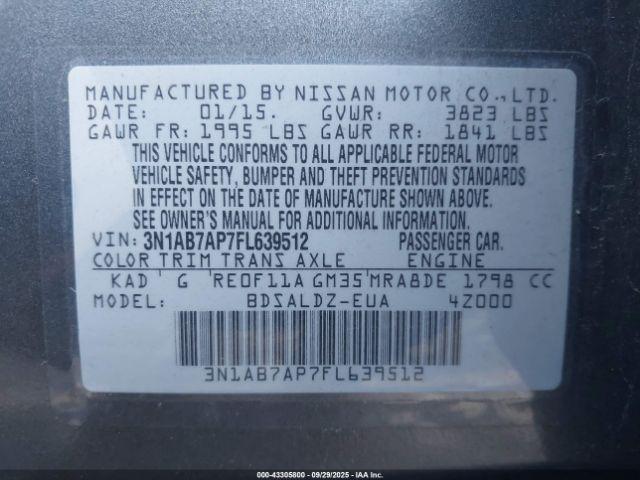 MANUFACTURED BY NISSAN MOTOR CO.,LTD.
DATE: 01/15. GVWR: 3823 LBS
GAWR FR: 1995 LBS GAWR RR: 1841 LBS
THIS VEHICLE CONFORMS TO ALL APPLICABLE FEDERAL MOTOR
VEHICLE SAFETY, BUMPER AND THEFT PREVENTION STANDARDS
IN EFFECT ON THE DATE OF MANUFACTURE SHOWN ABOVE.
SEE OWNER'S MANUAL FOR ADDITIONAL INFORMATION.
VIN: 3N1AB7AP7FL639512 PASSENGER CAR.
COLOR TRIM TRANS AXLE ENGINE
KAD G RE0F11A GM35 MRA8DE 1798 CC
MODEL BDSALDZ-EUA 4Z000
3N1AB7AP7FL639512
000-43305800 - 09/29/2025 - IAA Inc.